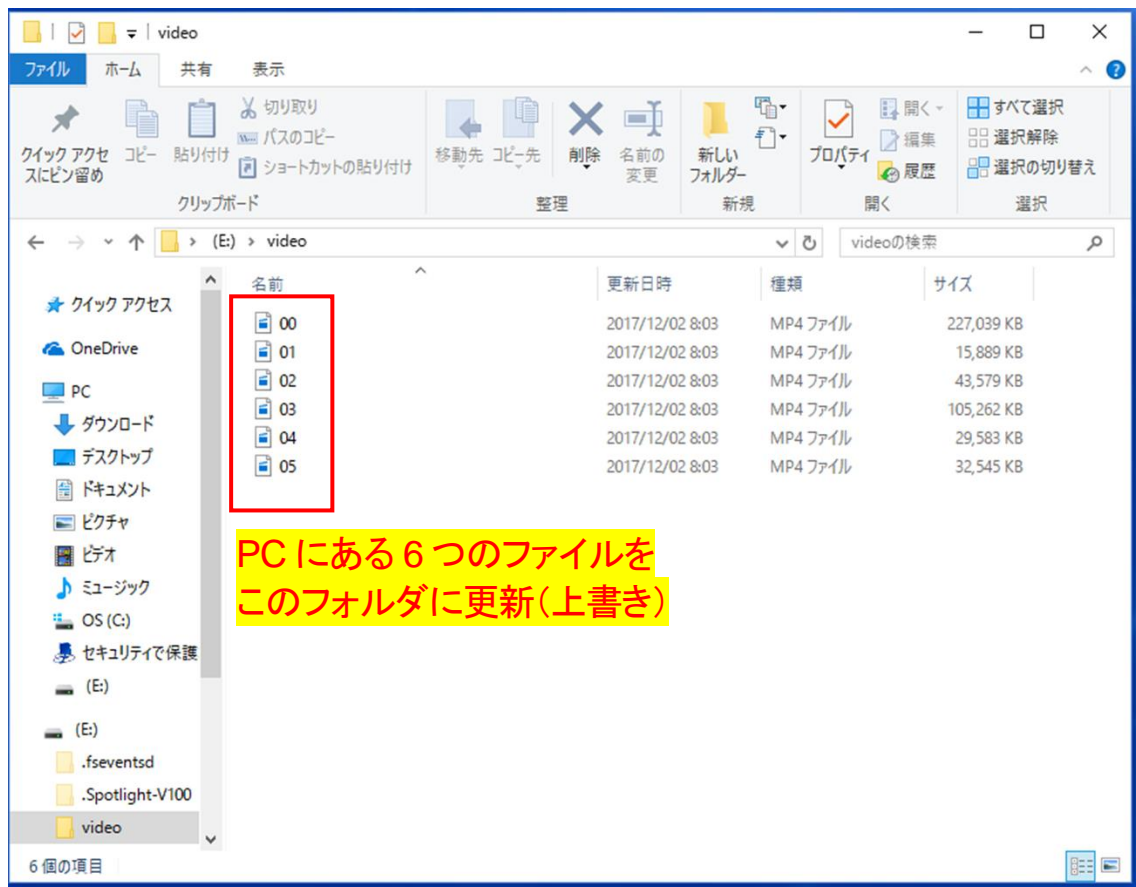 video
ファイル ホーム 共有 表示
クイック アクセスにピン留め
コピー
貼り付け
切り取り
パスのコピー
ショートカットの貼り付け
クリップボード
移動先
コピー先
削除
名前の変更
整理
新しいフォルダー
新規
プロパティ
開く
編集
履歴
開く
すべて選択
選択解除
選択の切り替え
選択
(E:) > video
videoの検索
名前 更新日時 種類 サイズ
00 2017/12/02 8:03 MP4 ファイル 227,039 KB
01 2017/12/02 8:03 MP4 ファイル 15,889 KB
02 2017/12/02 8:03 MP4 ファイル 43,579 KB
03 2017/12/02 8:03 MP4 ファイル 105,262 KB
04 2017/12/02 8:03 MP4 ファイル 29,583 KB
05 2017/12/02 8:03 MP4 ファイル 32,545 KB
クイック アクセス
OneDrive
PC
ダウンロード
デスクトップ
ドキュメント
ピクチャ
ビデオ
ミュージック
OS (C:)
セキュリティで保護
(E:)
(E:)
.fseventsd
.Spotlight-V100
video
PC にある 6 つのファイルを
このフォルダに更新(上書き)
6 個の項目